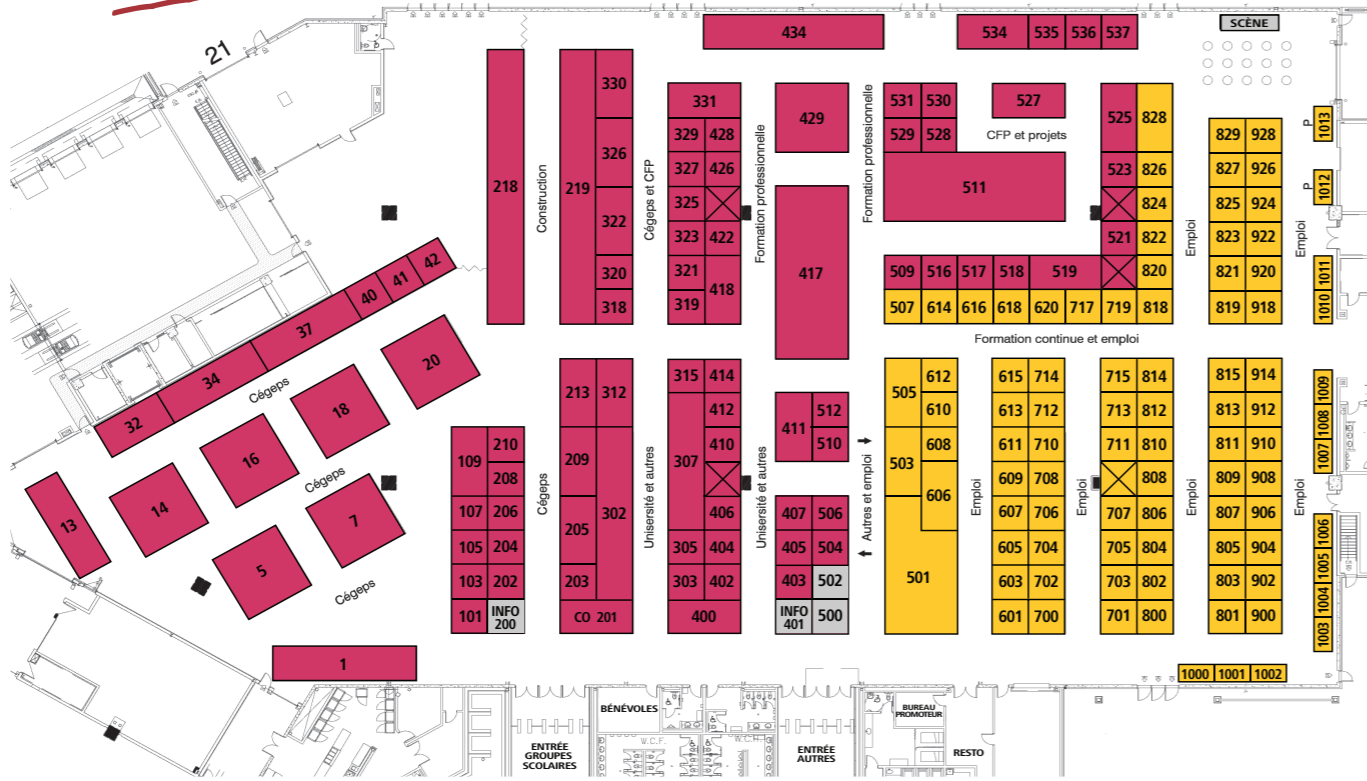 21
434
534 535 536 537
SCÈNE
218
Construction
219
330
326
322
320
318
Cégeps et CFP
331
329 428
327 426
325
323 422
321 418
319
Formation professionnelle
429
417
Formation professionnelle
531 530
529 528
527
CFP et projets
511
525 828
523 826
824
521 822
820
509 516 517 518 519
507 614 616 618 620 717 719 818
Formation continue et emploi
Emploi
829 928
827 926
825 924
823 922
821 920
819 918
Emploi
P
1013
P
1012
1011
1010
42
41
40
37
34
32
Cégeps
20
18
16
14
13
Cégeps
7
5
Cégeps
1
109 210
208
107 206
105 204
103 202
101 INFO
200
Cégeps
213 312
209
302
205
203
CO 201
Unisersité et autres
315 414
412
307 410
406
305 404
303 402
400
Université et autres
411 512
510
407 506
405 504
403 502
INFO
401
500
Autres et emploi
505 612
610
503 608
606
501
Emploi
615 714
613 712
611 710
609 708
607 706
605 704
603 702
601 700
Emploi
715 814
713 812
711 810
808
707 806
705 804
703 802
701 800
Emploi
815 914
813 912
811 910
809 908
807 906
805 904
803 902
801 900
Emploi
1009
1008
1007
1006
1005
1004
1003
1000 1001 1002
BÉNÉVOLES
ENTRÉE
GROUPES
SCOLAIRES
W.C.F.
W.C.H.
ENTRÉE
AUTRES
BUREAU
PROMOTEUR
RESTO